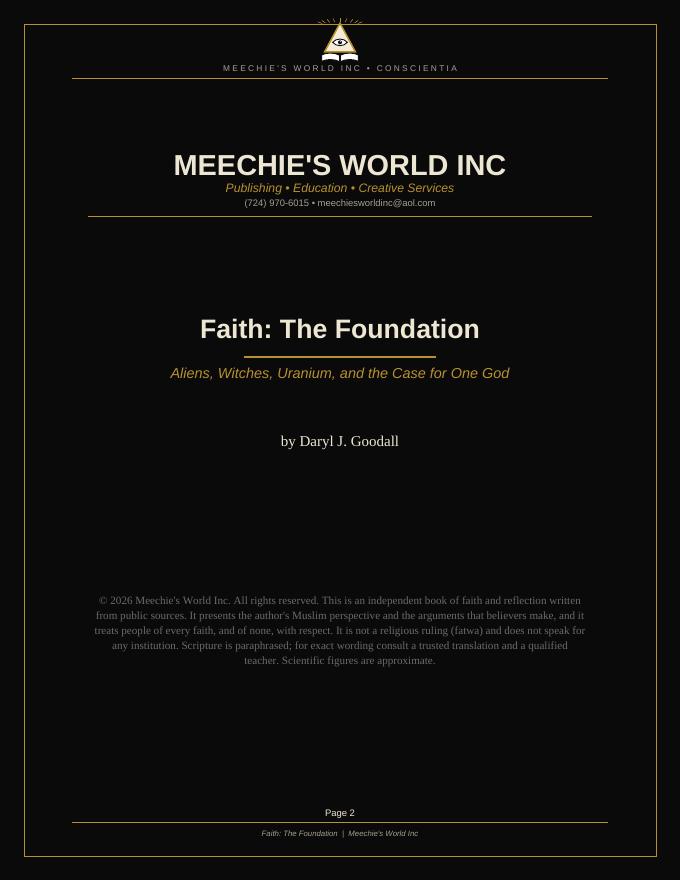 MEECHIE'S WORLD INC • CONSCIENTIA
MEECHIE'S WORLD INC
Publishing • Education • Creative Services
(724) 970-6015 • meechiesworldinc@aol.com
Faith: The Foundation
Aliens, Witches, Uranium, and the Case for One God
by Daryl J. Goodall
© 2026 Meechie's World Inc. All rights reserved. This is an independent book of faith and reflection written
from public sources. It presents the author's Muslim perspective and the arguments that believers make, and it
treats people of every faith, and of none, with respect. It is not a religious ruling (fatwa) and does not speak for
any institution. Scripture is paraphrased; for exact wording consult a trusted translation and a qualified
teacher. Scientific figures are approximate.
Page 2
Faith: The Foundation | Meechie's World Inc